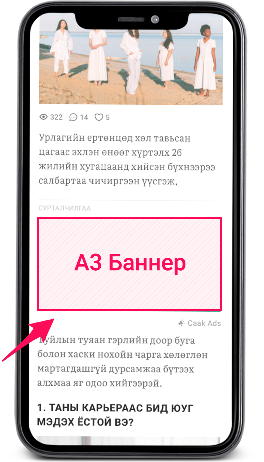 322 14 5
Урлагийн ертөнцөд хөл тавьсан
цагаас эхлэн өнөөг хүртэлх 26
жилийн хугацаанд хийсэн бүхнээрээ
салбартаа чичиргээн үүсгэж,
СУРТАЛЧИЛГАА
А3 Баннер
Caak Ads
Туйлын туяан гэрлийн доор буга
болон хаски нохойн чарга хөлөглөн
мартагдашгүй дурсамжаа бүтээх
алхмаа яг одоо хийгээрэй.
1. ТАНЫ КАРЬЕРААС БИД ЮУГ
МЭДЭХ ЁСТОЙ ВЭ?